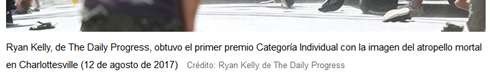 Ryan Kelly, de The Daily Progress, obtuvo el primer premio Categoría Individual con la imagen del atropello mortal
en Charlottesville (12 de agosto de 2017) Crédito: Ryan Kelly de The Daily Progress